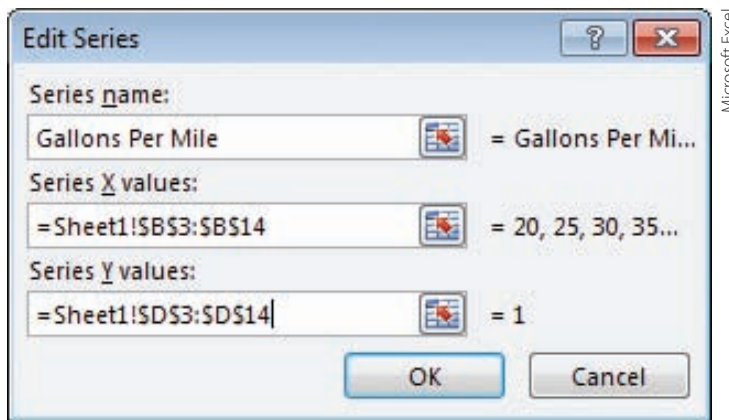 Edit Series
Series name:
Gallons Per Mile = Gallons Per Mi...
Series X values:
=Sheet1!$B$3:$B$14 = 20, 25, 30, 35...
Series Y values:
=Sheet1!$D$3:$D$14 = 1
OK Cancel
Microsoft Excel